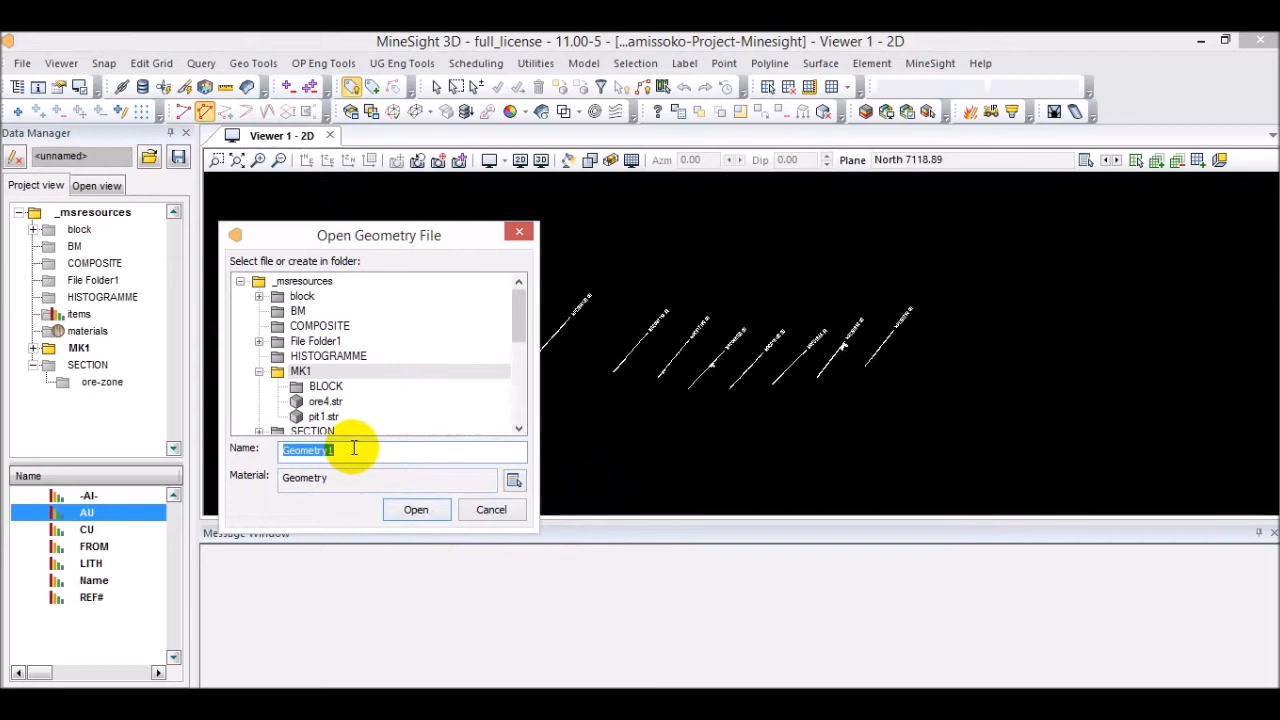 MineSight 3D - full_license - 11.00-5 - [...amissoko-Project-Minesight] - Viewer 1 - 2D
File Viewer Snap Edit Grid Query Geo Tools OP Eng Tools UG Eng Tools Scheduling Utilities Model Selection Label Point Polyline Surface Element MineSight Help
Data Manager
Viewer 1 - 2D
<unnamed>
2D 3D Azm 0.00 Dip 0.00 Plane North 7118.89
Project view Open view
_msresources
block
BM
COMPOSITE
File Folder1
HISTOGRAMME
items
materials
MK1
SECTION
ore-zone
Open Geometry File
Select file or create in folder:
_msresources
block
BM
COMPOSITE
File Folder1
HISTOGRAMME
MK1
BLOCK
ore4.str
pit1.str
SECTION
Name: Geometry1
Material: Geometry
Open Cancel
Name
-AI-
AU
CU
FROM
LITH
Name
REF#
Message Window